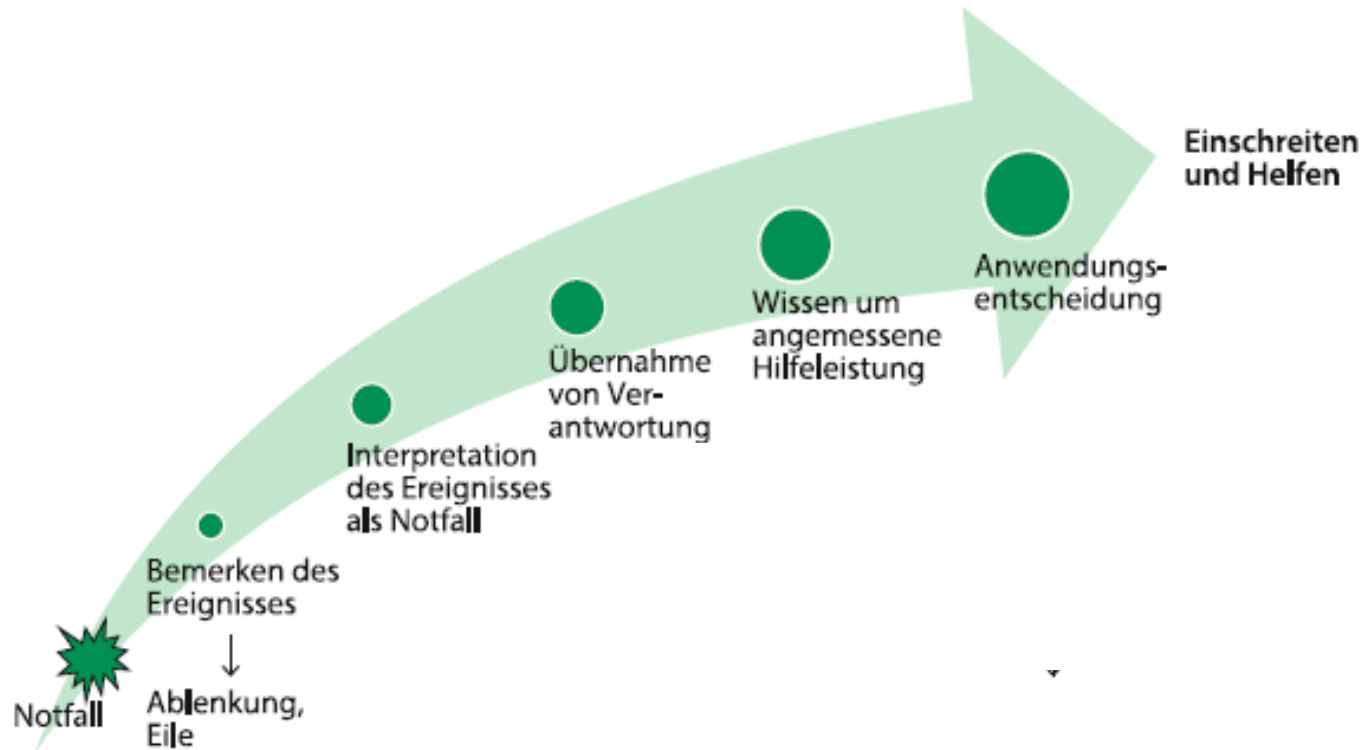 Notfall
Bemerken des
Ereignisses
Ablenkung,
Eile
Interpretation
des Ereignisses
als Notfall
Übernahme
von Ver-
antwortung
Wissen um
angemessene
Hilfeleistung
Anwendungs-
entscheidung
Einschreiten
und Helfen